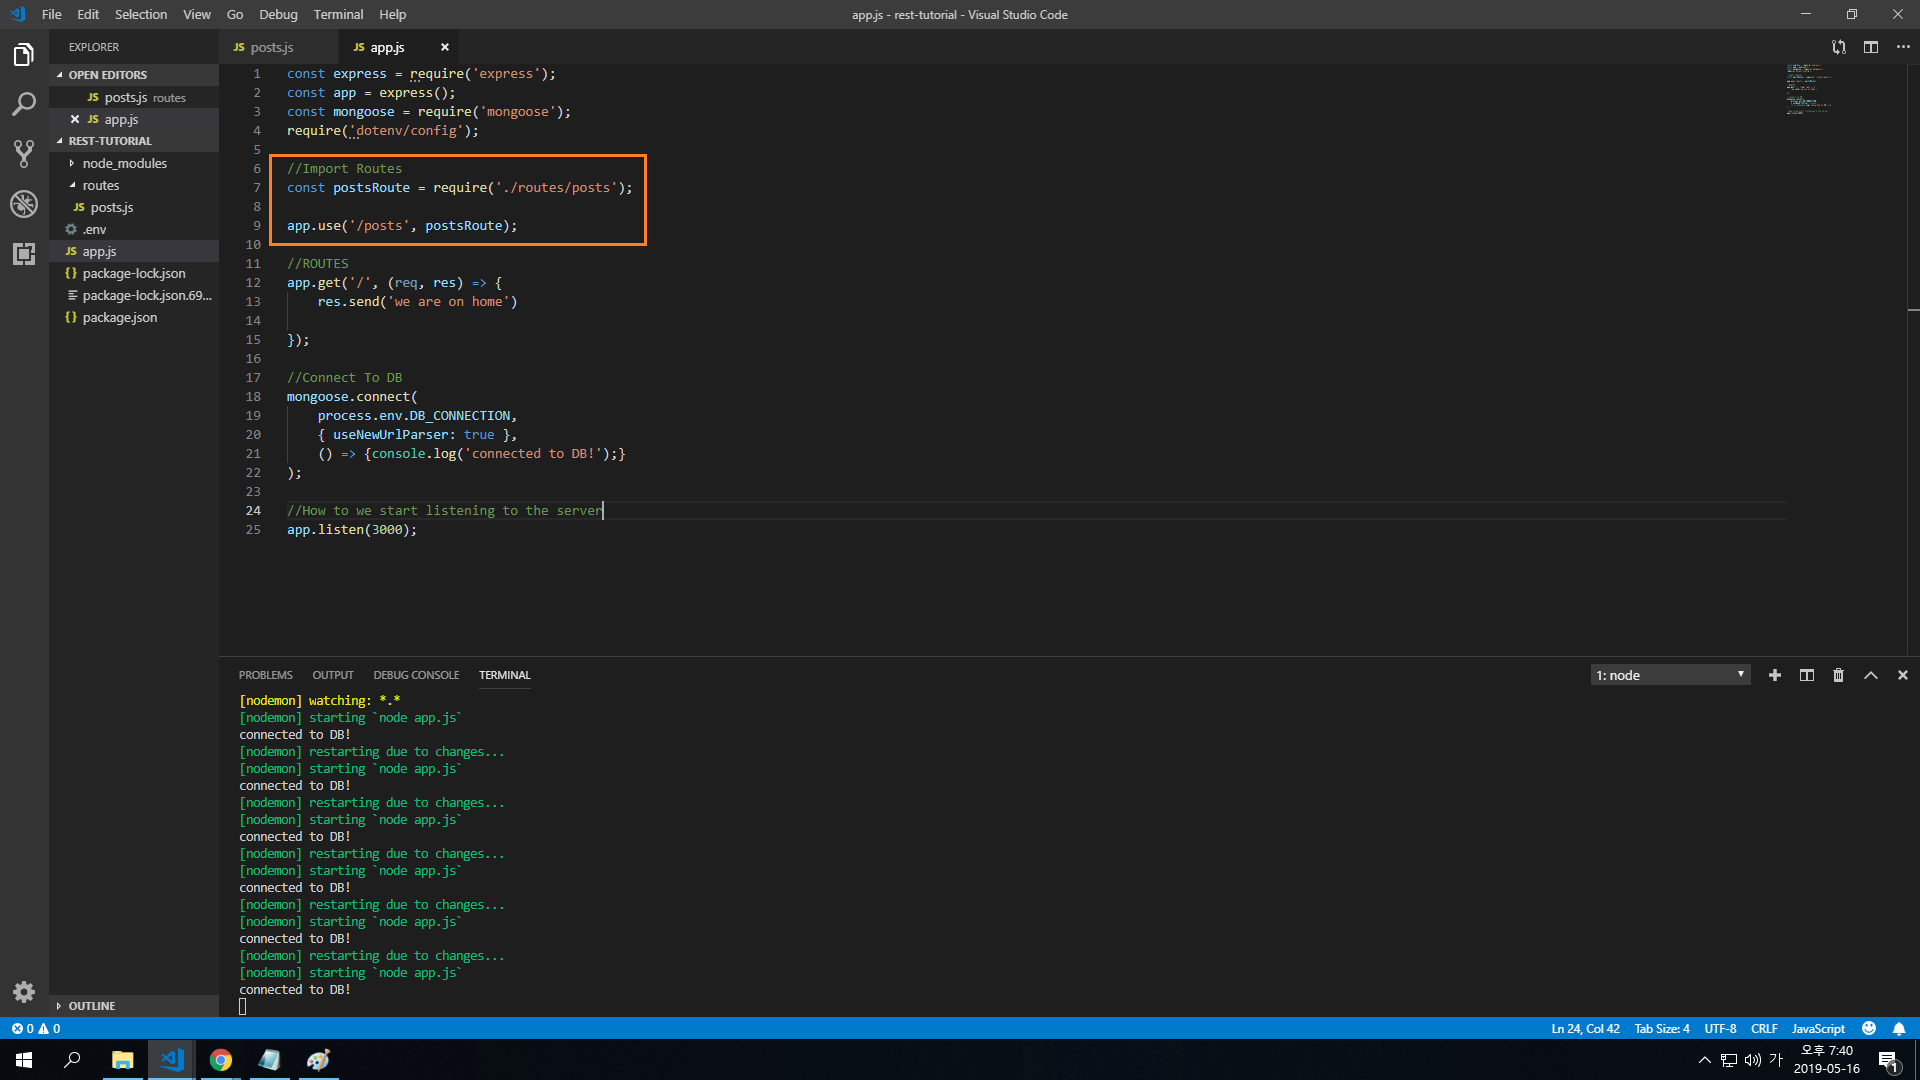 File Edit Selection View Go Debug Terminal Help
app.js - rest-tutorial - Visual Studio Code
EXPLORER
OPEN EDITORS
JS posts.js routes
JS app.js
REST-TUTORIAL
node_modules
routes
JS posts.js
.env
JS app.js
{} package-lock.json
package-lock.json.69...
{} package.json
OUTLINE
JS posts.js
JS app.js
1 const express = require('express');
2 const app = express();
3 const mongoose = require('mongoose');
4 require('dotenv/config');
5
6 //Import Routes
7 const postsRoute = require('./routes/posts');
8
9 app.use('/posts', postsRoute);
10
11 //ROUTES
12 app.get('/', (req, res) => {
13 res.send('we are on home')
14
15 });
16
17 //Connect To DB
18 mongoose.connect(
19 process.env.DB_CONNECTION,
20 { useNewUrlParser: true },
21 () => {console.log('connected to DB!');}
22 );
23
24 //How to we start listening to the server
25 app.listen(3000);
PROBLEMS OUTPUT DEBUG CONSOLE TERMINAL
1: node
[nodemon] watching: *.*
[nodemon] starting `node app.js`
connected to DB!
[nodemon] restarting due to changes...
[nodemon] starting `node app.js`
connected to DB!
[nodemon] restarting due to changes...
[nodemon] starting `node app.js`
connected to DB!
[nodemon] restarting due to changes...
[nodemon] starting `node app.js`
connected to DB!
[nodemon] restarting due to changes...
[nodemon] starting `node app.js`
connected to DB!
[nodemon] restarting due to changes...
[nodemon] starting `node app.js`
connected to DB!
0 0
Ln 24, Col 42 Tab Size: 4 UTF-8 CRLF JavaScript
가
오후 7:40
2019-05-16
1